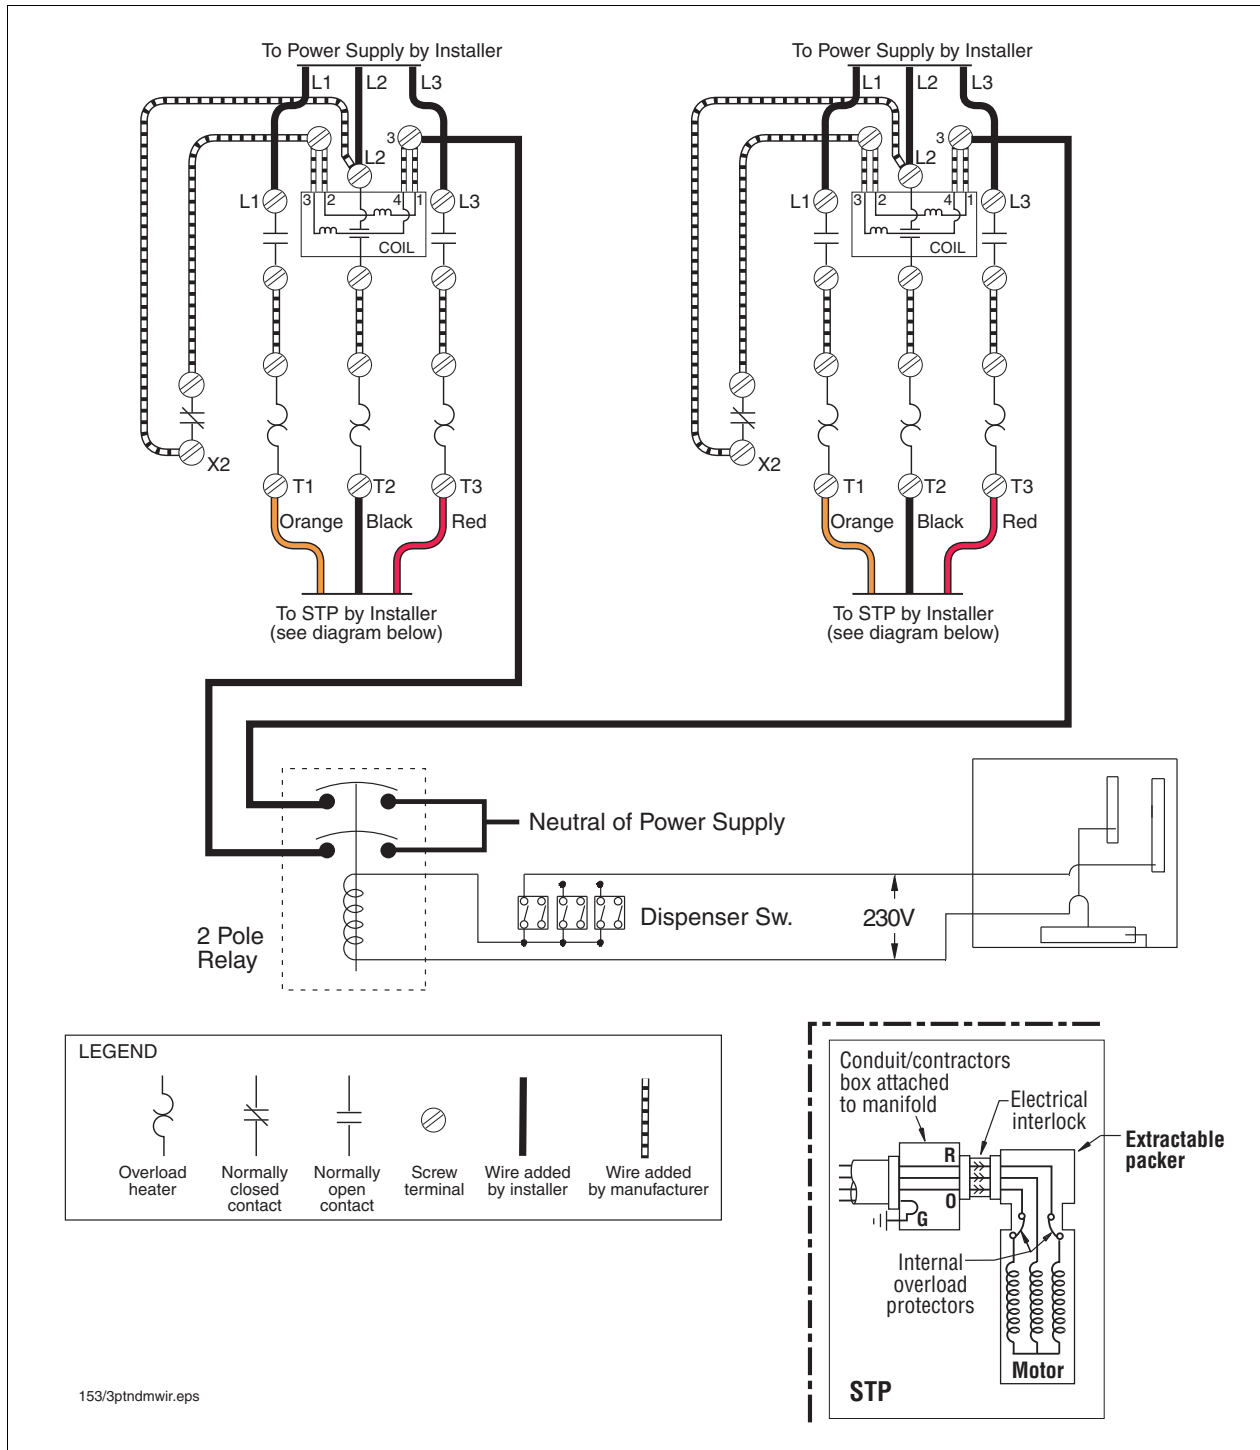 To Power Supply by Installer
L1
L2
L3
3
L2
L1
L3
3
2
4
1
COIL
X2
T1
T2
T3
Orange
Black
Red
To STP by Installer
(see diagram below)
To Power Supply by Installer
L1
L2
L3
3
L2
L1
L3
3
2
4
1
COIL
X2
T1
T2
T3
Orange
Black
Red
To STP by Installer
(see diagram below)
Neutral of Power Supply
Dispenser Sw.
230V
2 Pole
Relay
LEGEND
Overload
heater
Normally
closed
contact
Normally
open
contact
Screw
terminal
Wire added
by installer
Wire added
by manufacturer
Conduit/contractors
box attached
to manifold
Electrical
interlock
Extractable
packer
R
O
G
Internal
overload
protectors
Motor
STP
153/3ptndmwir.eps